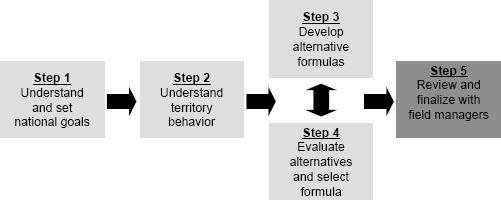 Step 1
Understand
and set
national goals
Step 2
Understand
territory
behavior
Step 3
Develop
alternative
formulas
Step 4
Evaluate
alternatives
and select
formula
Step 5
Review and
finalize with
field managers